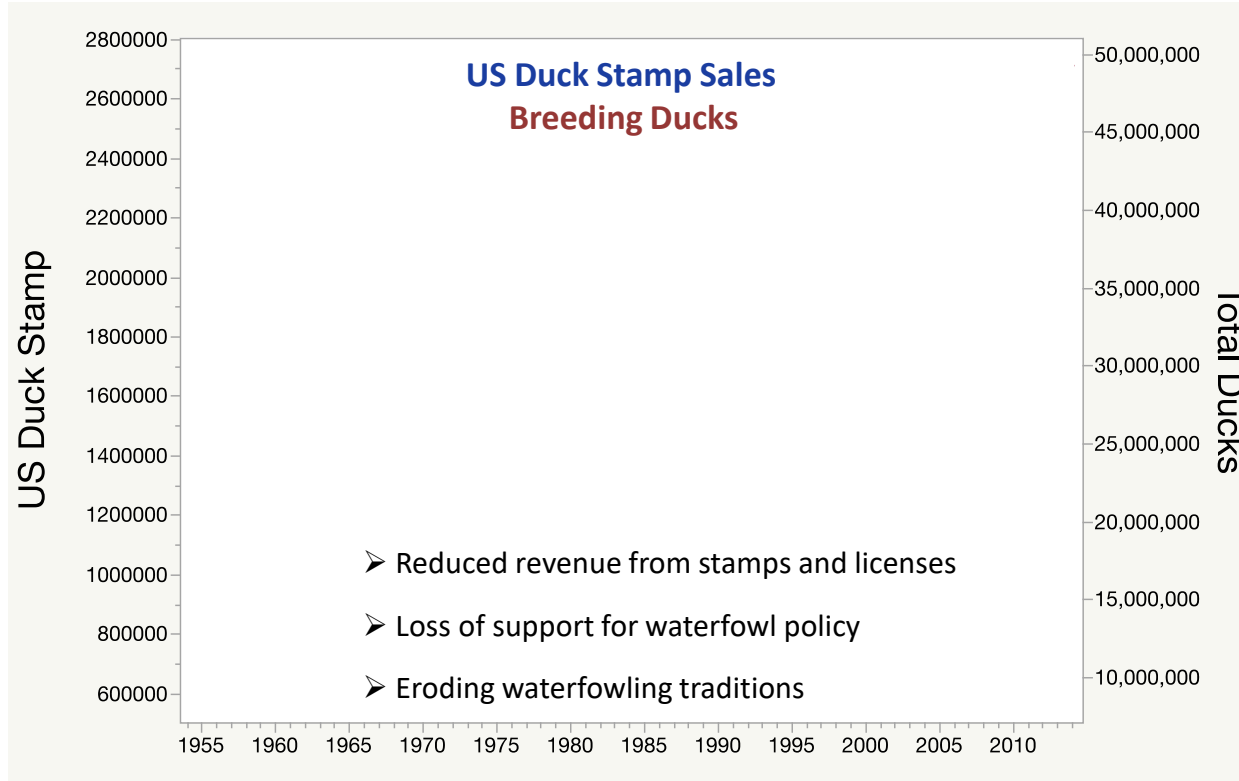 US Duck Stamp Sales
Breeding Ducks
US Duck Stamp
2800000
2600000
2400000
2200000
2000000
1800000
1600000
1400000
1200000
1000000
800000
600000
Total Ducks
50,000,000
45,000,000
40,000,000
35,000,000
30,000,000
25,000,000
20,000,000
15,000,000
10,000,000
➢ Reduced revenue from stamps and licenses
➢ Loss of support for waterfowl policy
➢ Eroding waterfowling traditions
1955 1960 1965 1970 1975 1980 1985 1990 1995 2000 2005 2010